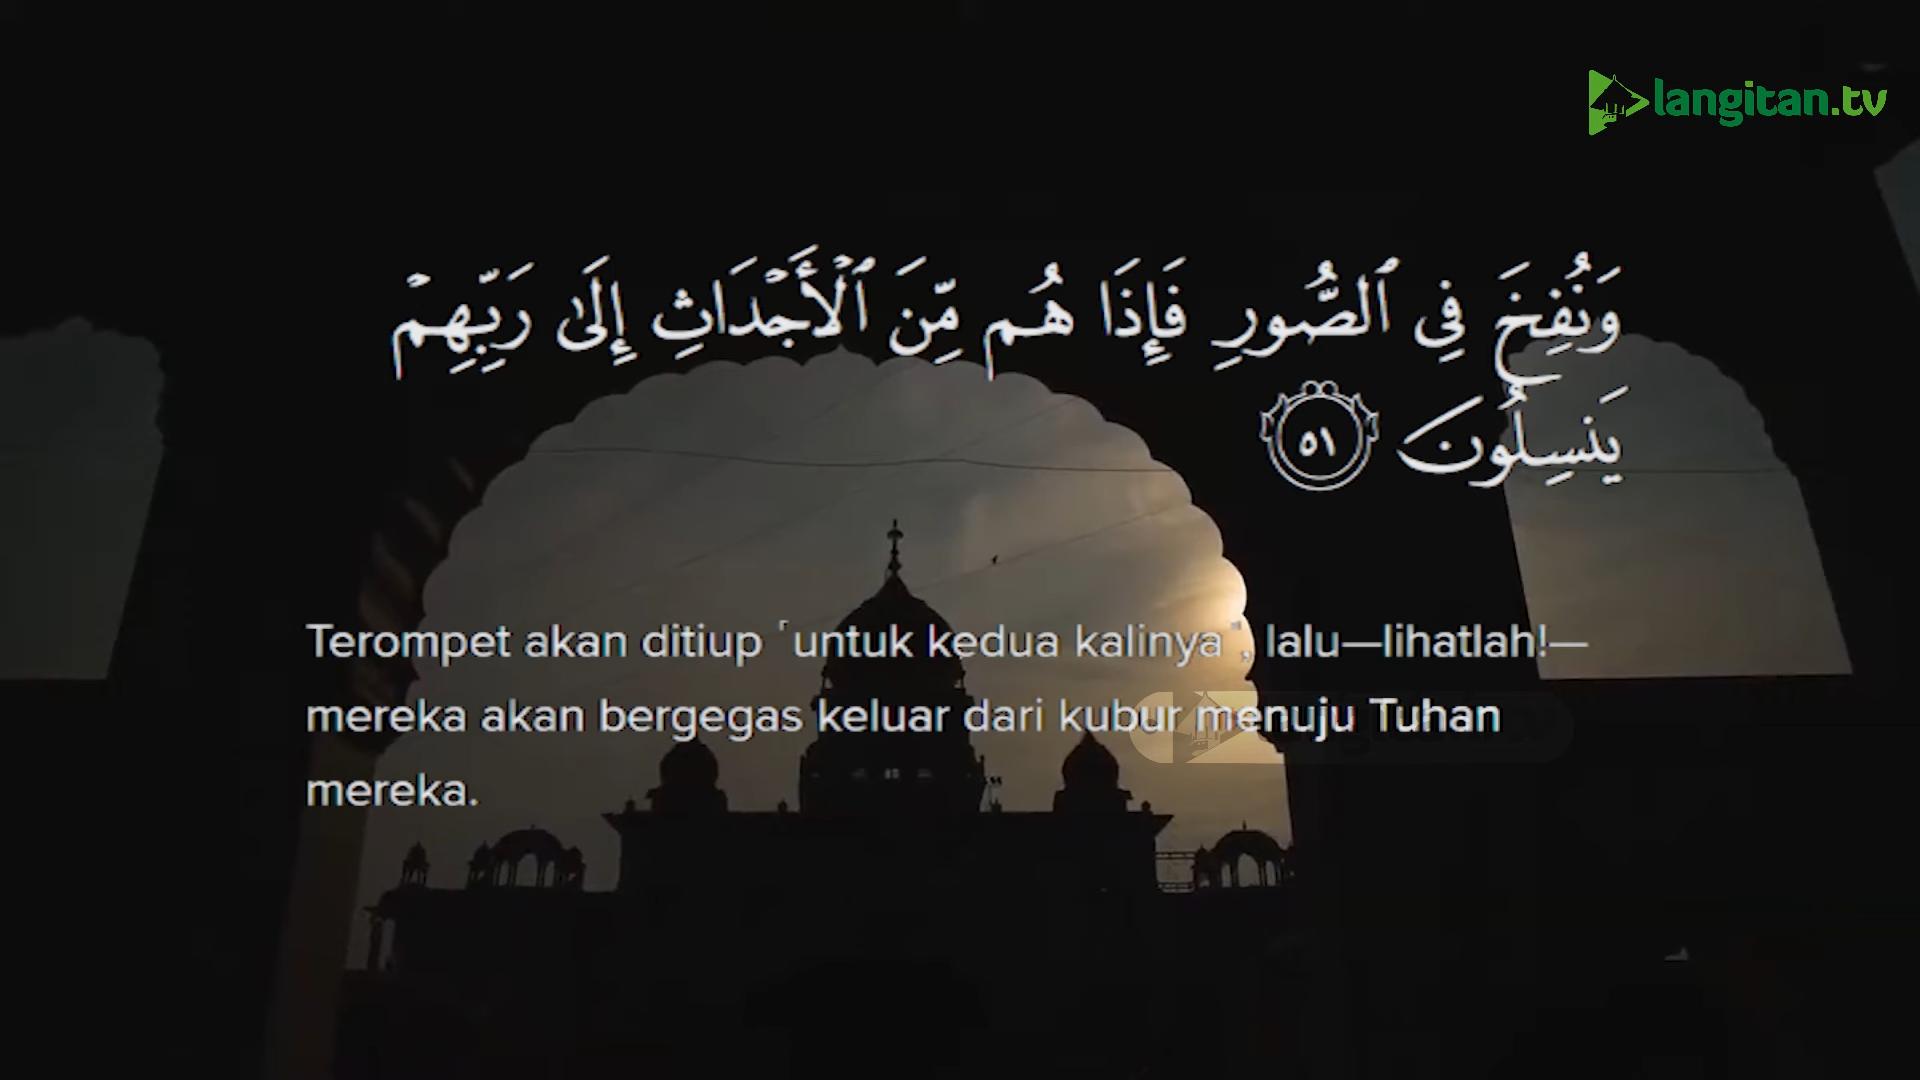 langitan.tv
وَنُفِخَ فِي ٱلصُّورِ فَإِذَا هُم مِّنَ ٱلْأَجْدَاثِ إِلَىٰ رَبِّهِمْ
يَنسِلُونَ ٥١
Terompet akan ditiup ˹untuk kedua kalinya˺, lalu—lihatlah!—
mereka akan bergegas keluar dari kubur menuju Tuhan
mereka.